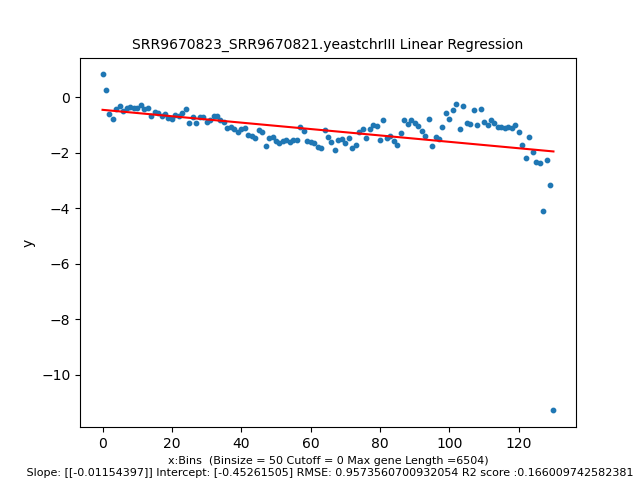 SRR9670823_SRR9670821.yeastchrIII Linear Regression
0
−2
−4
−6
−8
−10
y
0 20 40 60 80 100 120
x:Bins (Binsize = 50 Cutoff = 0 Max gene Length =6504)
Slope: [[-0.01154397]] Intercept: [-0.45261505] RMSE: 0.9573560700932054 R2 score :0.166009742582381